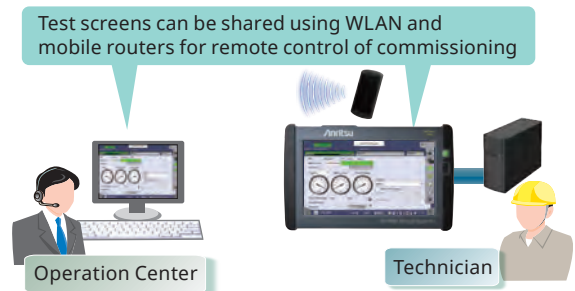 Test screens can be shared using WLAN and
mobile routers for remote control of commissioning
Anritsu
Operation Center
Technician